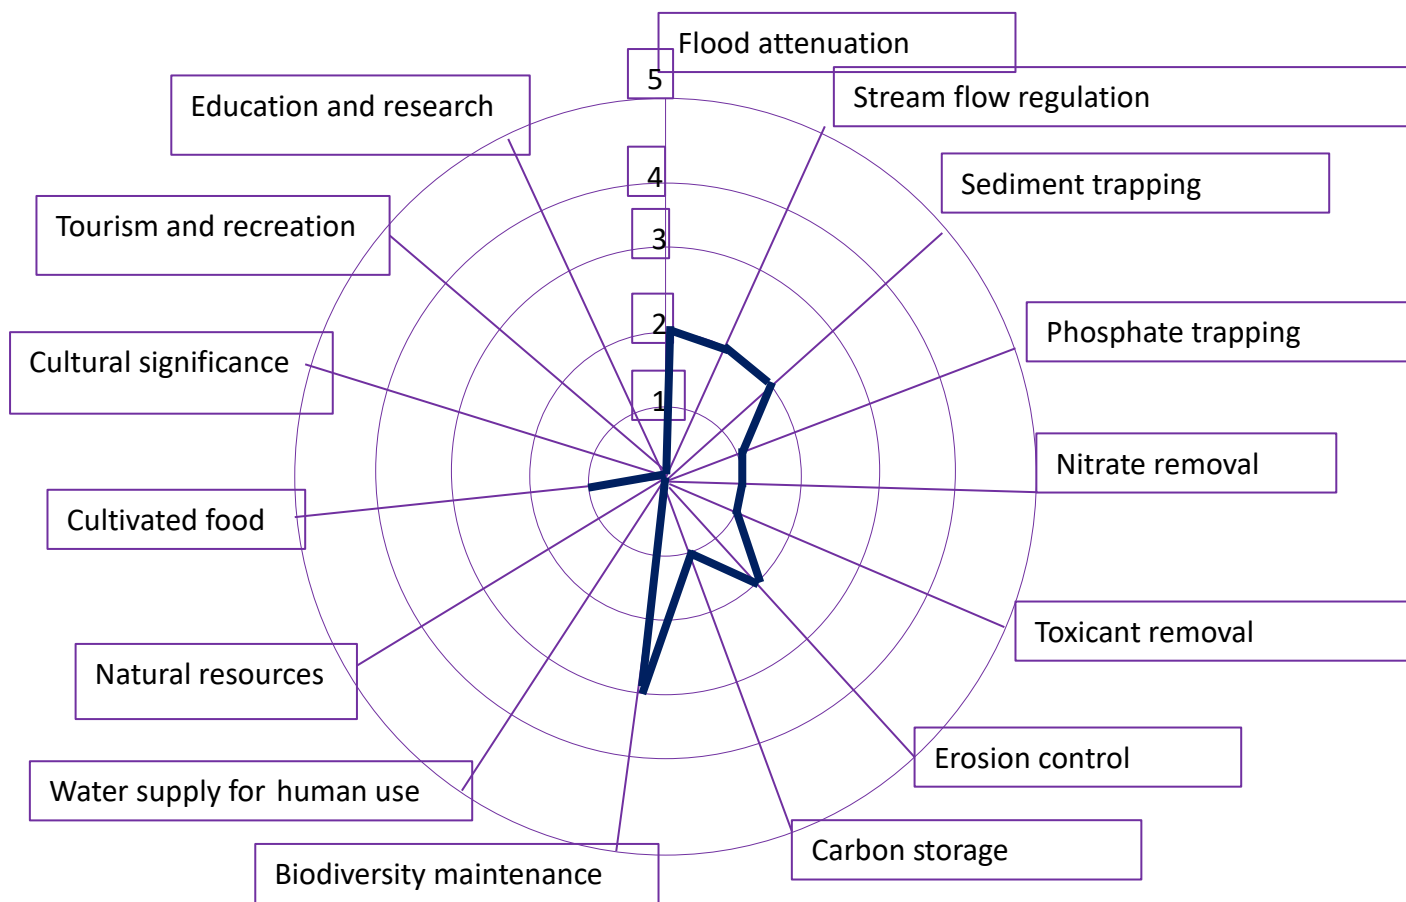 Flood attenuation
5
Stream flow regulation
Education and research
4
Sediment trapping
Tourism and recreation
3
2
Phosphate trapping
Cultural significance
1
Nitrate removal
Cultivated food
Toxicant removal
Natural resources
Erosion control
Water supply for human use
Carbon storage
Biodiversity maintenance